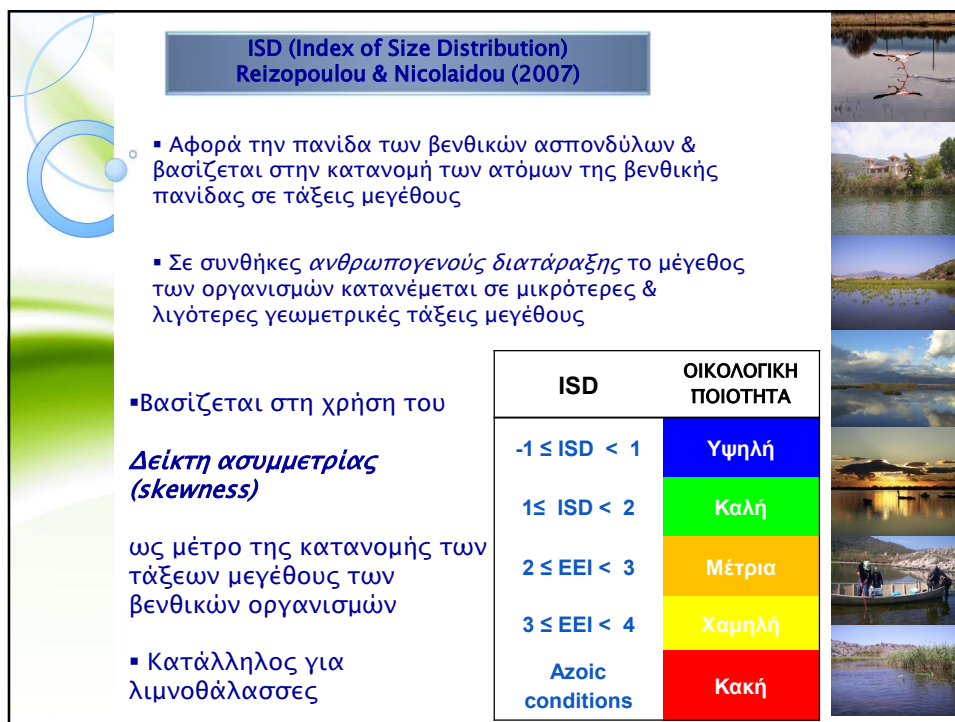 ISD (Index of Size Distribution)
Reizopoulou & Nicolaidou (2007)
▪ Αφορά την πανίδα των βενθικών ασπονδύλων &
βασίζεται στην κατανομή των ατόμων της βενθικής
πανίδας σε τάξεις μεγέθους
▪ Σε συνθήκες ανθρωπογενούς διατάραξης το μέγεθος
των οργανισμών κατανέμεται σε μικρότερες &
λιγότερες γεωμετρικές τάξεις μεγέθους
▪Βασίζεται στη χρήση του
Δείκτη ασυμμετρίας
(skewness)
ως μέτρο της κατανομής των
τάξεων μεγέθους των
βενθικών οργανισμών
▪ Κατάλληλος για
λιμνοθάλασσες
ISD ΟΙΚΟΛΟΓΙΚΗ
ΠΟΙΟΤΗΤΑ
-1 ≤ ISD < 1 Υψηλή
1≤ ISD < 2 Καλή
2 ≤ EEI < 3 Μέτρια
3 ≤ EEI < 4 Χαμηλή
Azoic
conditions Κακή